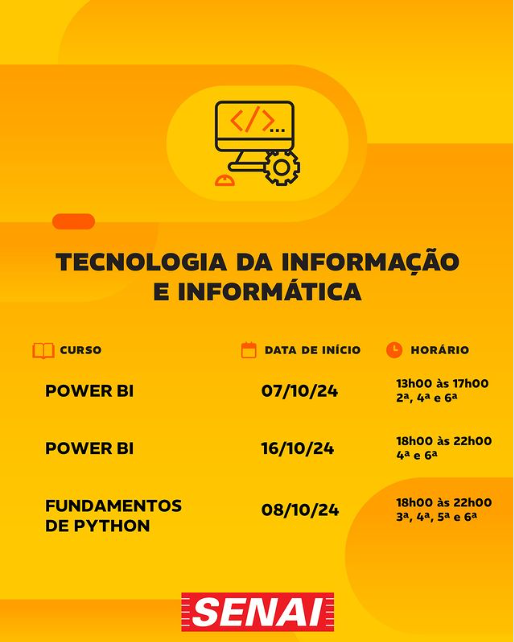 </>...
TECNOLOGIA DA INFORMAÇÃO
E INFORMÁTICA
CURSO DATA DE INÍCIO HORÁRIO
POWER BI 07/10/24 13h00 às 17h00
2ª, 4ª e 6ª
POWER BI 16/10/24 18h00 às 22h00
4ª e 6ª
FUNDAMENTOS
DE PYTHON 08/10/24 18h00 às 22h00
3ª, 4ª, 5ª e 6ª
SENAI